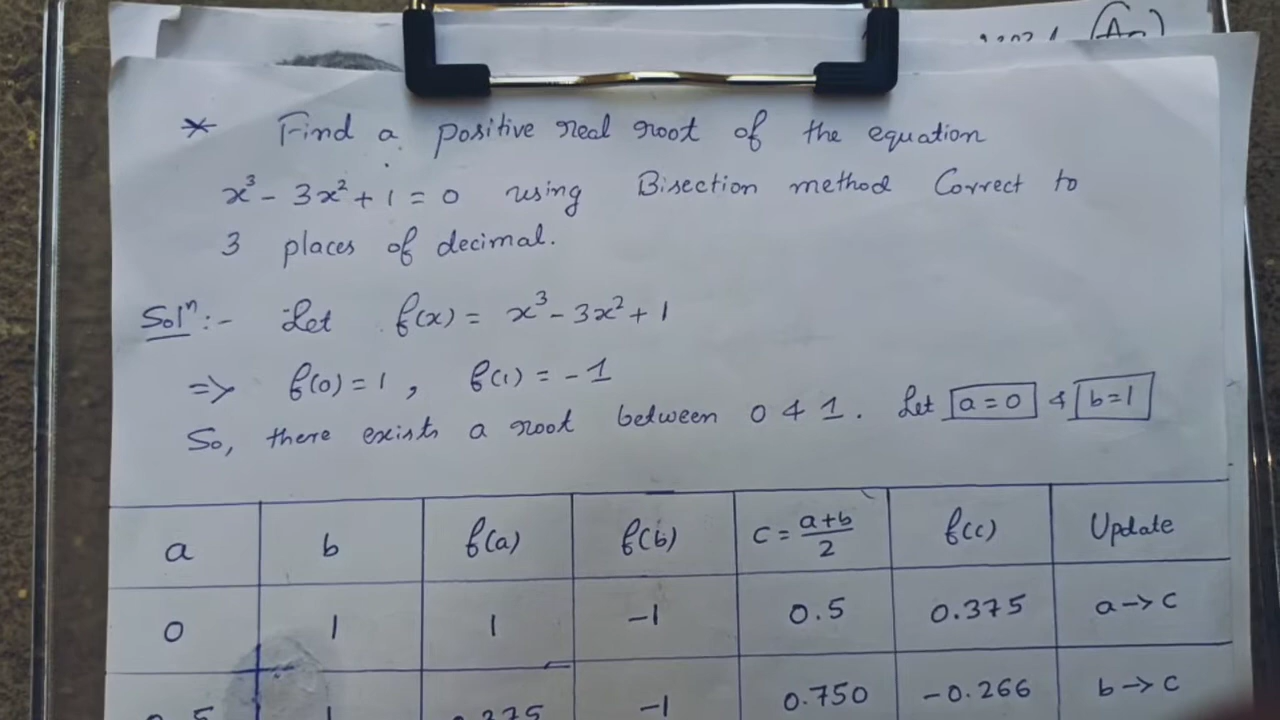 * Find a positive real root of the equation
x³ - 3x² + 1 = 0 using Bisection method Correct to
3 places of decimal.
Solⁿ:- Let f(x) = x³ - 3x² + 1
=> f(0) = 1, f(1) = -1
So, there exists a root between 0 & 1. Let a = 0 & b = 1
a b f(a) f(b) c = a+b/2 f(c) Update
0 1 1 -1 0.5 0.375 a → c
-1 0.750 -0.266 b → c